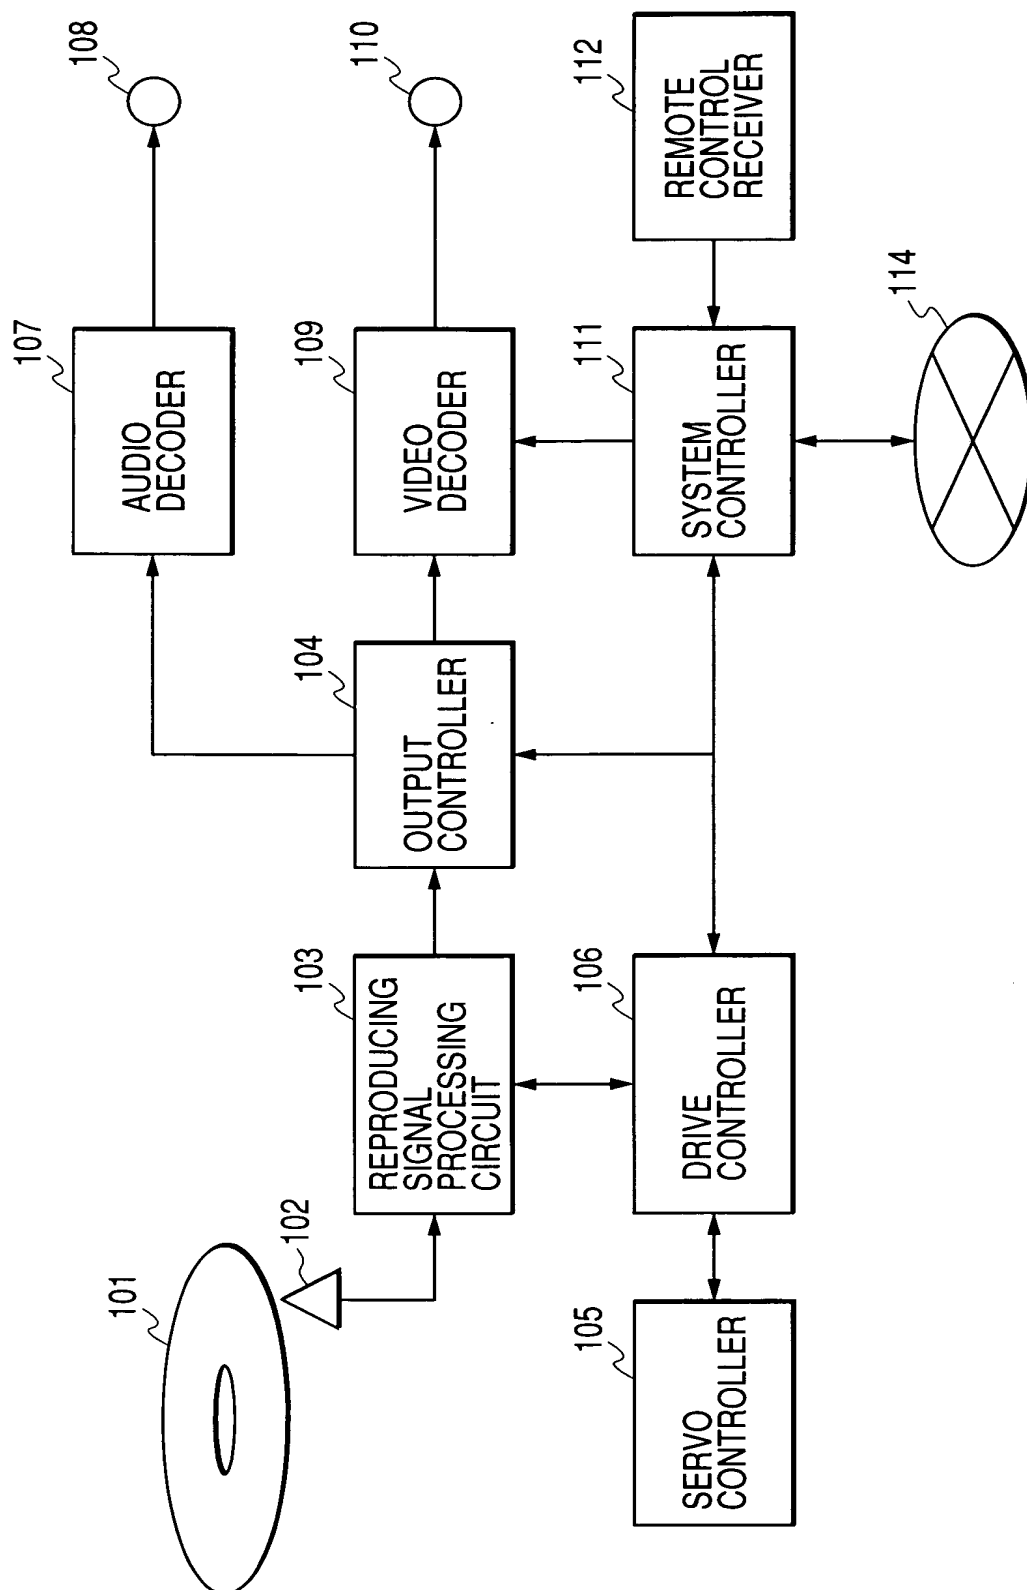 101
102
103
REPRODUCING
SIGNAL
PROCESSING
CIRCUIT
104
OUTPUT
CONTROLLER
107
AUDIO
DECODER
108
109
VIDEO
DECODER
110
105
SERVO
CONTROLLER
106
DRIVE
CONTROLLER
111
SYSTEM
CONTROLLER
112
REMOTE
CONTROL
RECEIVER
114